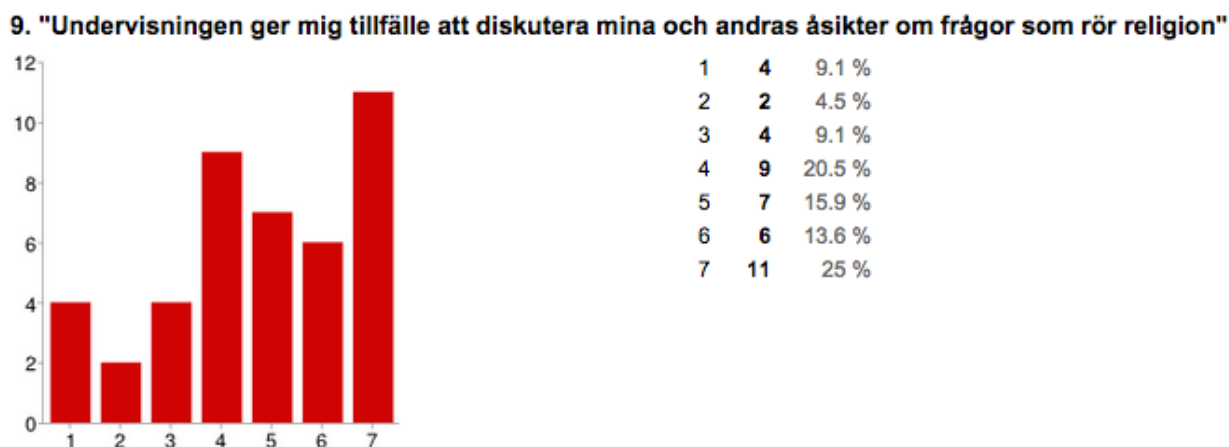 9. "Undervisningen ger mig tillfälle att diskutera mina och andras åsikter om frågor som rör religion"
12
10
8
6
4
2
0
1 2 3 4 5 6 7
1 4 9.1 %
2 2 4.5 %
3 4 9.1 %
4 9 20.5 %
5 7 15.9 %
6 6 13.6 %
7 11 25 %